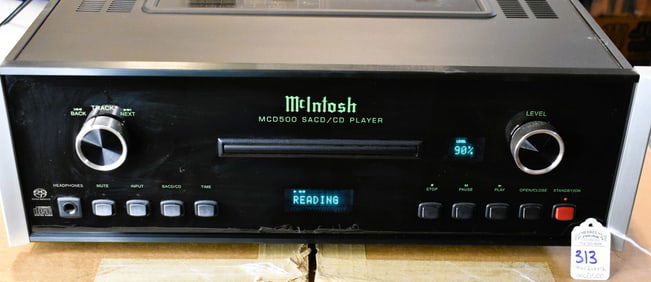 McIntosh
MCD500 SACD/CD PLAYER
TRACK
BACK
NEXT
LEVEL
LEVEL
90%
READING
HEADPHONES
MUTE
INPUT
SACD/CD
TIME
STOP
PAUSE
PLAY
OPEN/CLOSE
STANDBY/ON
313